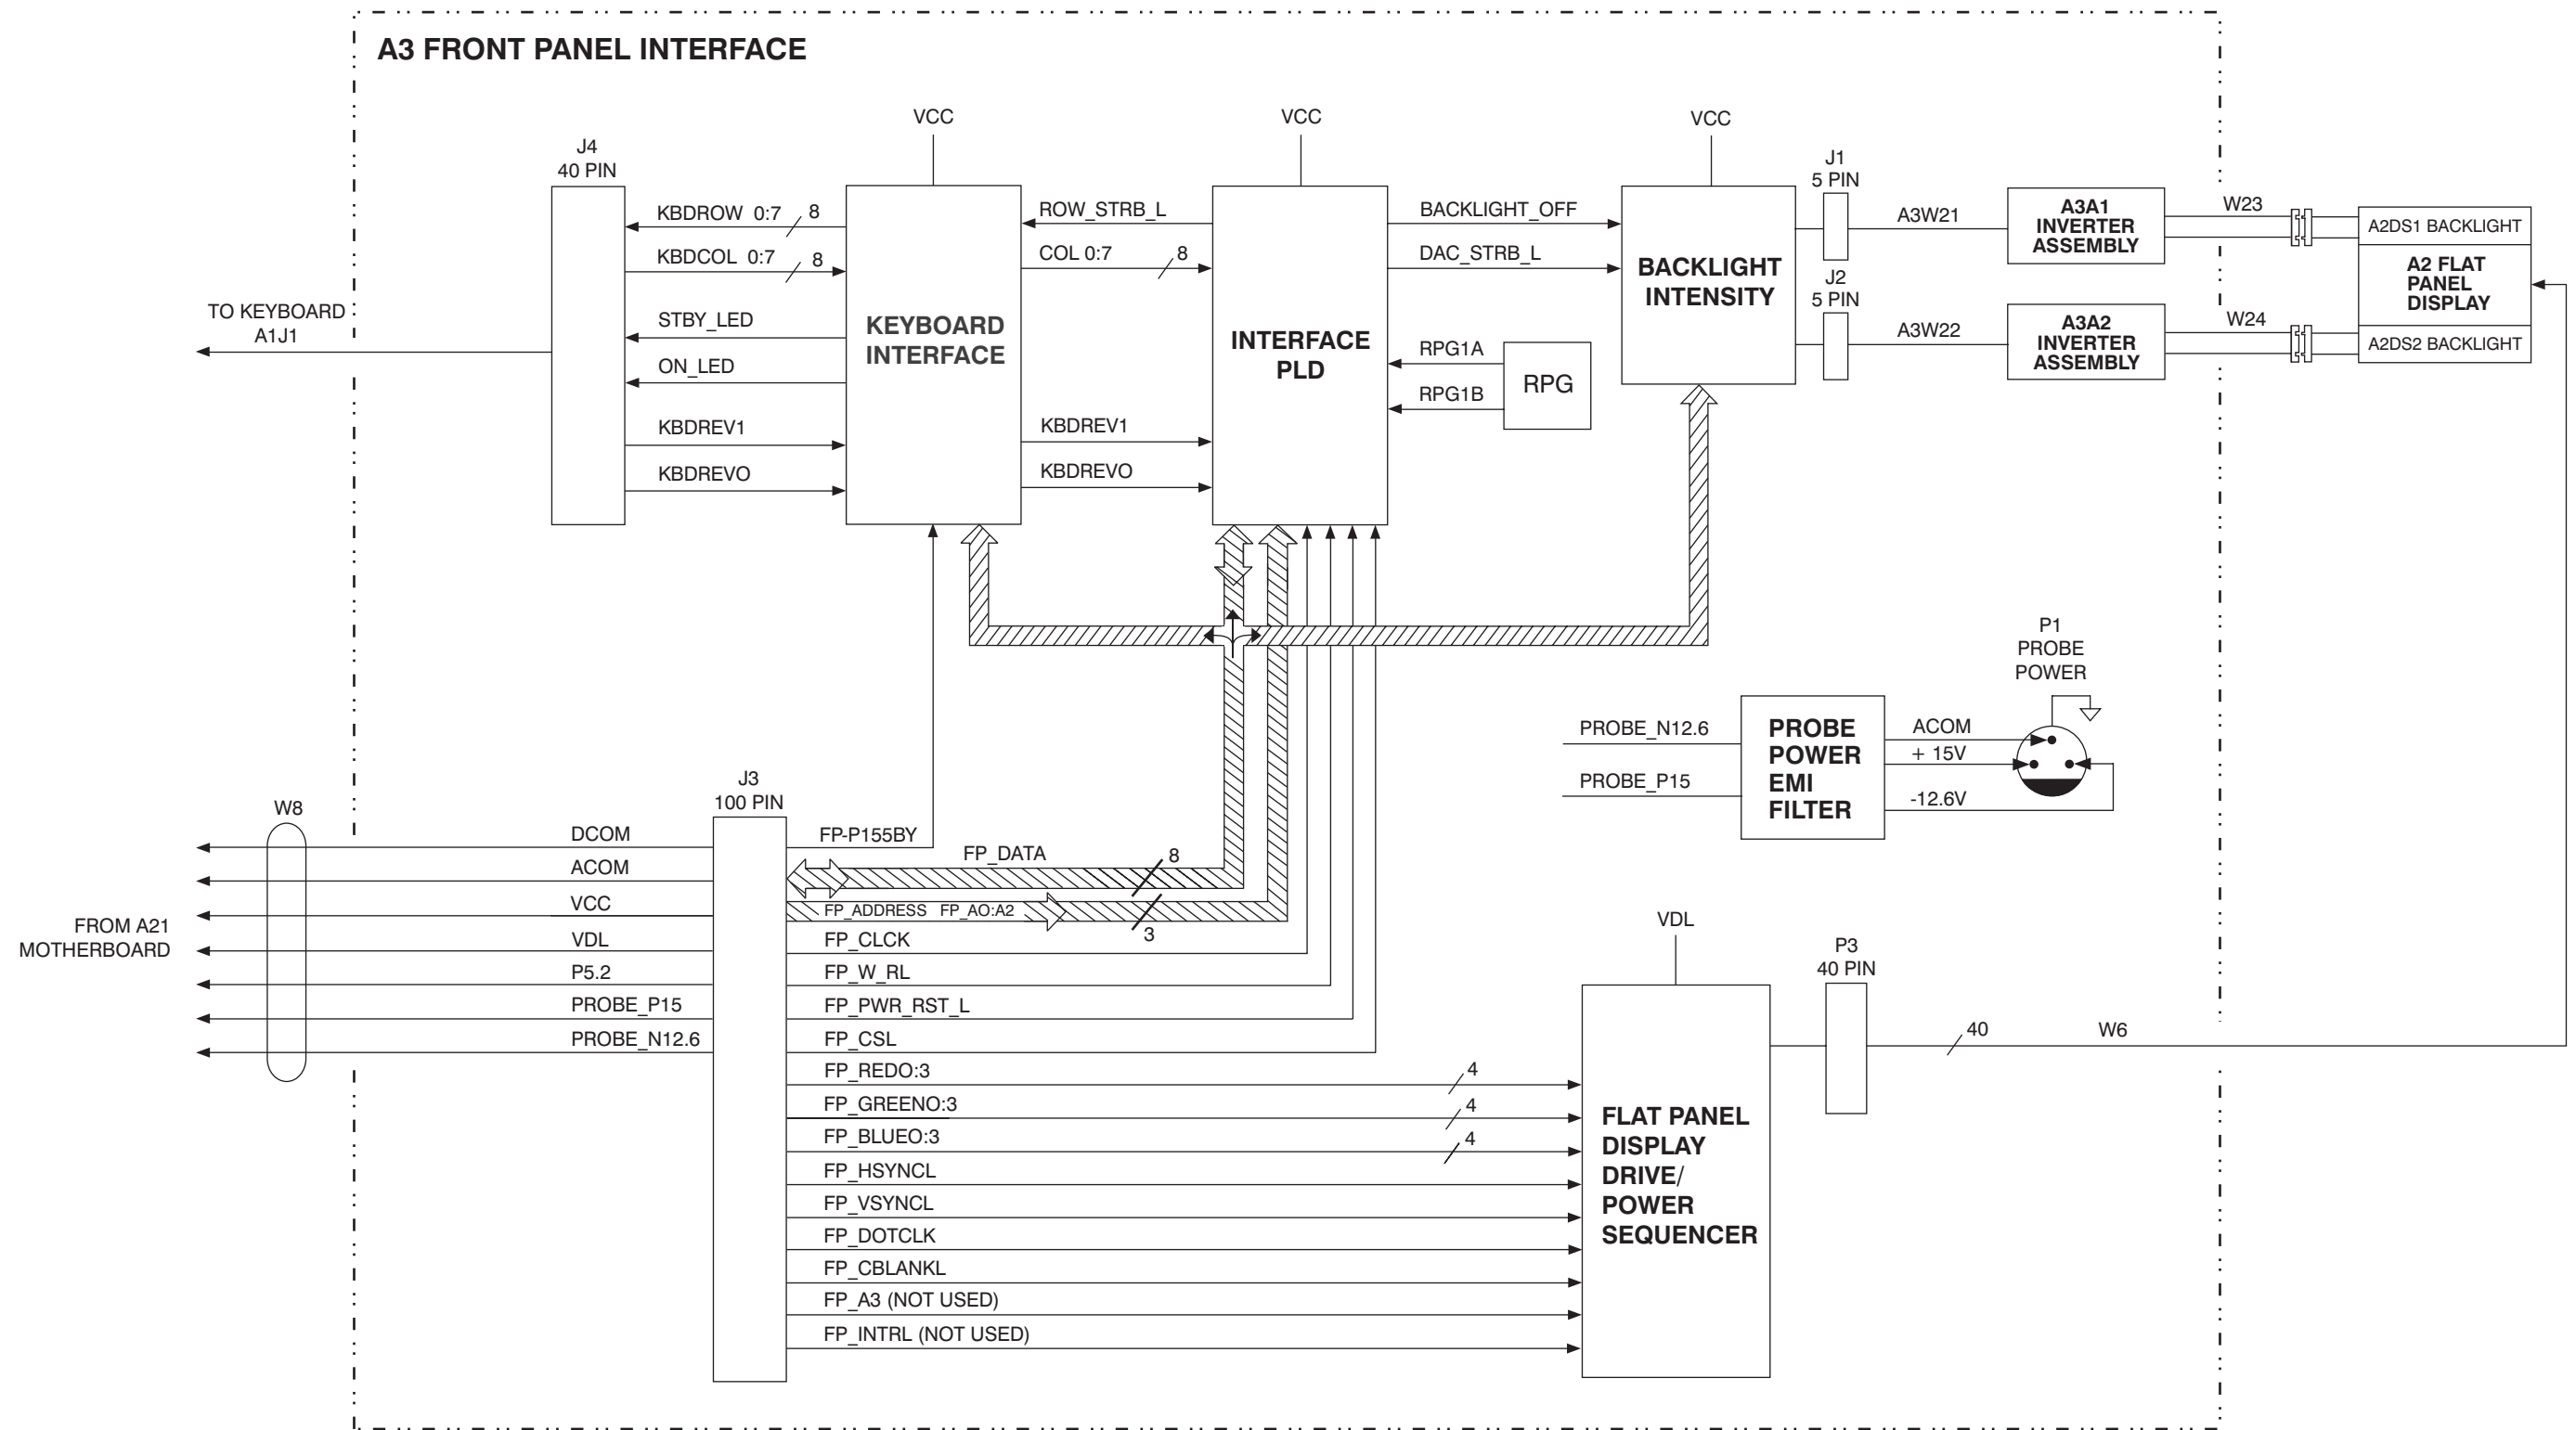 A3 FRONT PANEL INTERFACE
VCC
VCC
VCC
J4
40 PIN
J1
5 PIN
KBDROW 0:7
8
KBDCOL 0:7
8
STBY_LED
ON_LED
KBDREV1
KBDREVO
TO KEYBOARD
A1J1
KEYBOARD
INTERFACE
ROW_STRB_L
COL 0:7
8
KBDREV1
KBDREVO
INTERFACE
PLD
BACKLIGHT_OFF
DAC_STRB_L
RPG1A
RPG1B
RPG
BACKLIGHT
INTENSITY
J2
5 PIN
A3W21
A3W22
A3A1
INVERTER
ASSEMBLY
A3A2
INVERTER
ASSEMBLY
W23
W24
A2DS1 BACKLIGHT
A2 FLAT
PANEL
DISPLAY
A2DS2 BACKLIGHT
P1
PROBE
POWER
PROBE_N12.6
PROBE_P15
PROBE
POWER
EMI
FILTER
ACOM
+ 15V
-12.6V
W8
J3
100 PIN
FROM A21
MOTHERBOARD
DCOM
ACOM
VCC
VDL
P5.2
PROBE_P15
PROBE_N12.6
FP-P155BY
FP_DATA
8
FP_ADDRESS FP_AO:A2
3
FP_CLCK
FP_W_RL
FP_PWR_RST_L
FP_CSL
FP_REDO:3
4
FP_GREENO:3
4
FP_BLUEO:3
4
FP_HSYNCL
FP_VSYNCL
FP_DOTCLK
FP_CBLANKL
FP_A3 (NOT USED)
FP_INTRL (NOT USED)
VDL
FLAT PANEL
DISPLAY
DRIVE/
POWER
SEQUENCER
P3
40 PIN
40
W6